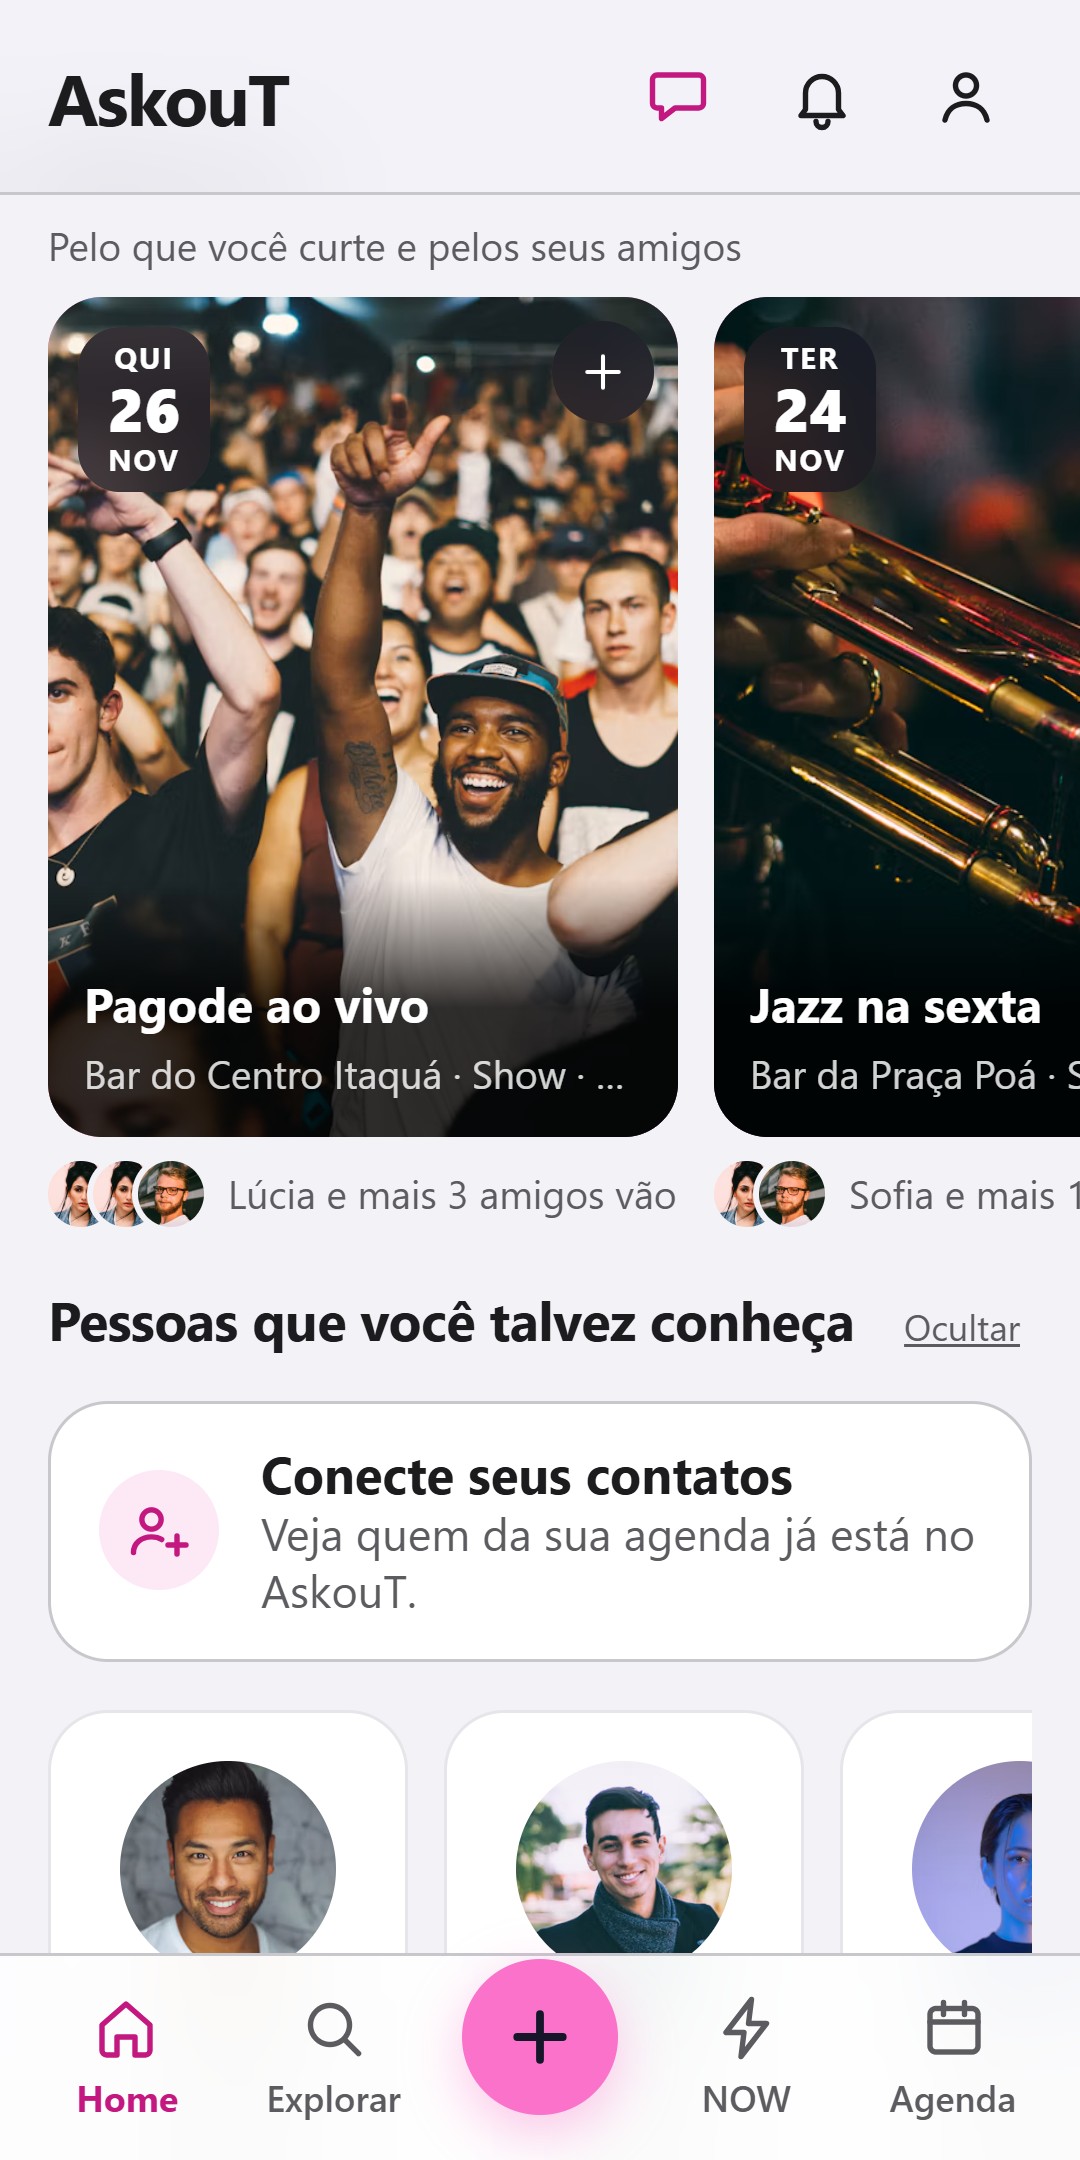 AskouT
Pelo que você curte e pelos seus amigos
QUI
26
NOV
TER
24
NOV
Pagode ao vivo
Bar do Centro Itaquá · Show · ...
Jazz na sexta
Bar da Praça Poá · S
Lúcia e mais 3 amigos vão
Sofia e mais 1
Pessoas que você talvez conheça
Ocultar
Conecte seus contatos
Veja quem da sua agenda já está no
AskouT.
Home
Explorar
NOW
Agenda